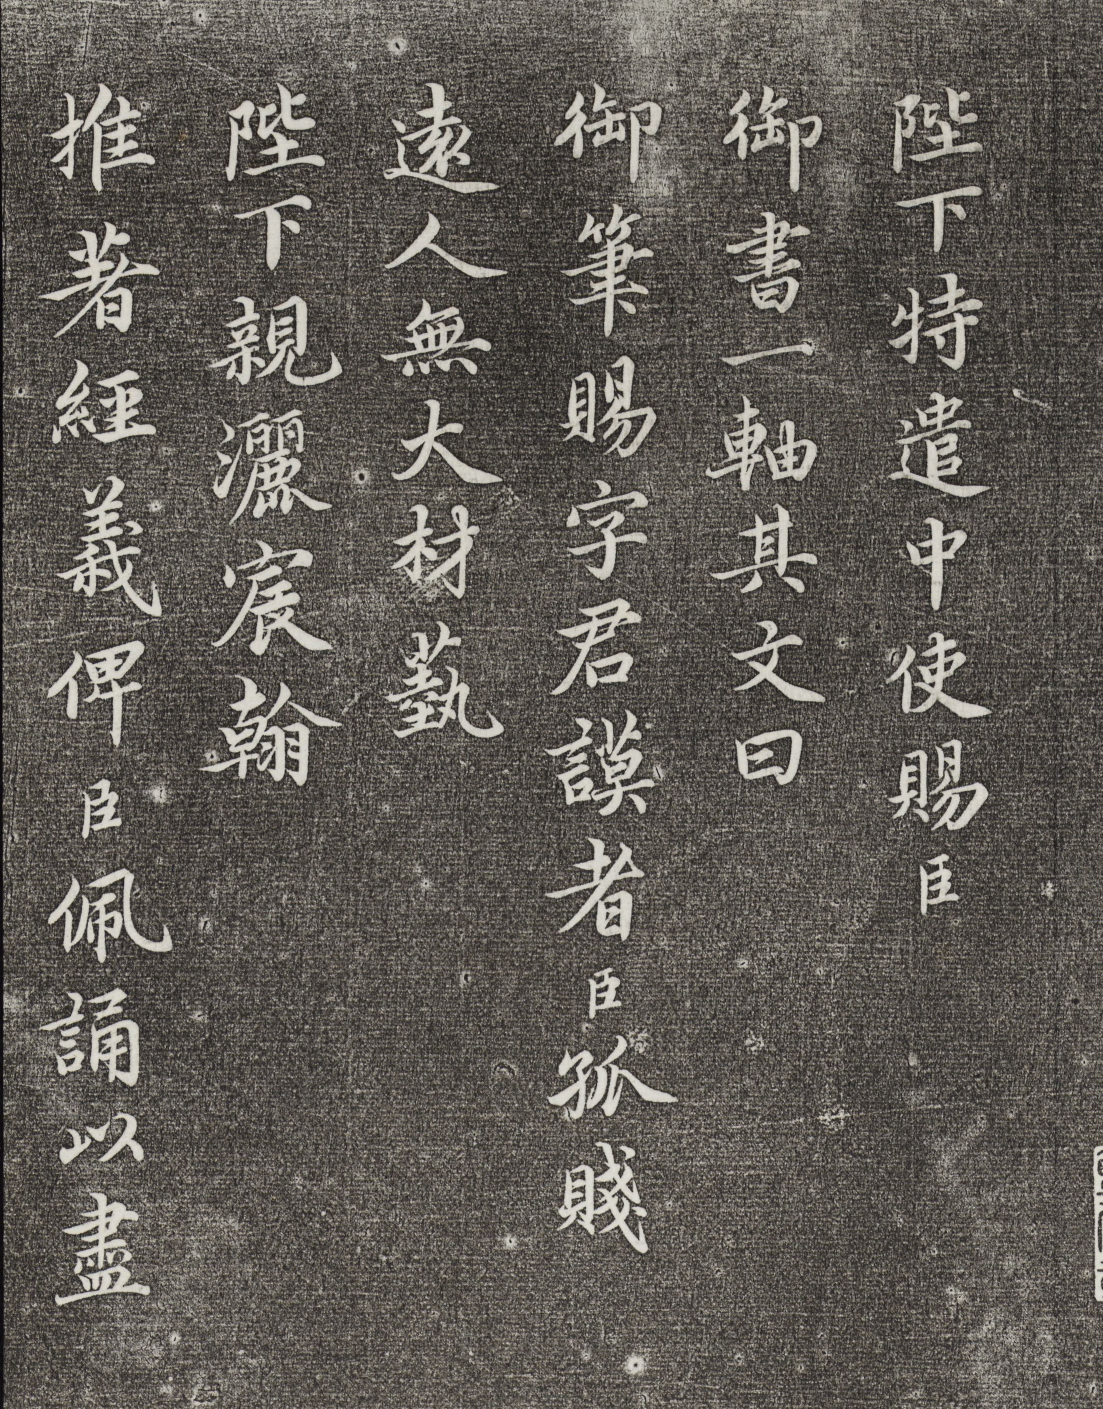 陛下特遣中使賜臣
御書一軸其文曰
御筆賜字君謨者臣孤賤
遠人無大材藝
陛下親灑宸翰
推著經義俾臣佩誦以盡